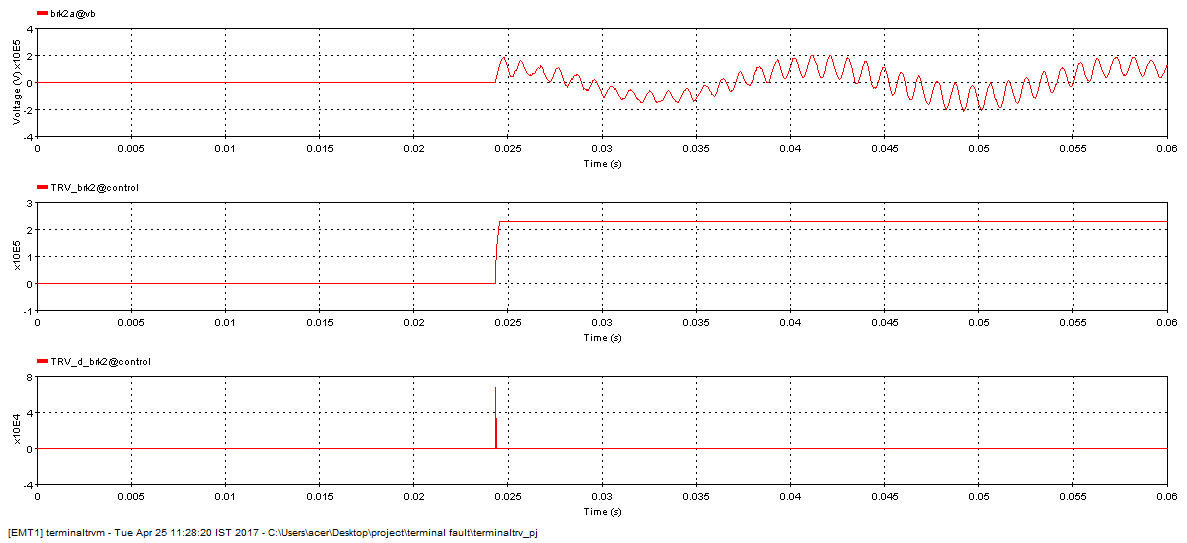 brk2a@vb
4
2
0
-2
-4
Voltage (V) x10E5
0 0.005 0.01 0.015 0.02 0.025 0.03 0.035 0.04 0.045 0.05 0.055 0.06
Time (s)
TRV_brk2@control
3
2
1
0
-1
x10E5
0 0.005 0.01 0.015 0.02 0.025 0.03 0.035 0.04 0.045 0.05 0.055 0.06
Time (s)
TRV_d_brk2@control
8
4
0
-4
x10E4
0 0.005 0.01 0.015 0.02 0.025 0.03 0.035 0.04 0.045 0.05 0.055 0.06
Time (s)
[EMT1] terminaltrvm - Tue Apr 25 11:28:20 IST 2017 - C:\Users\acer\Desktop\project\terminal fault\terminaltrv_pj